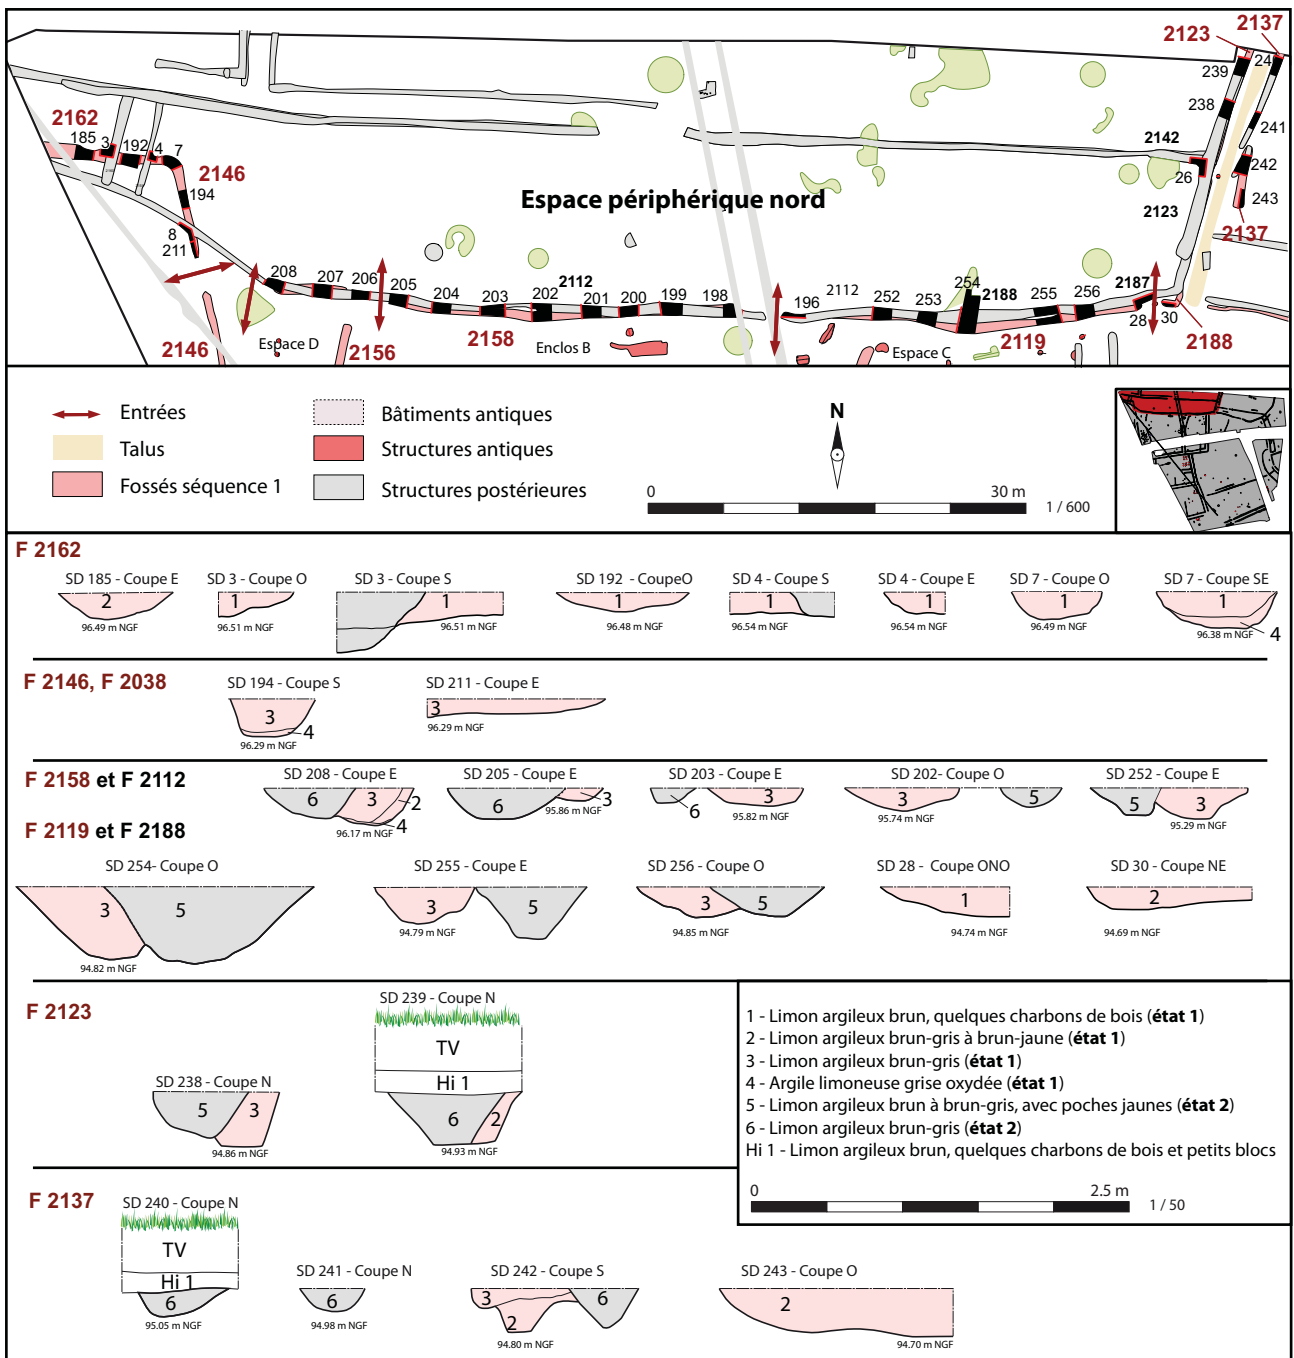 2137
2123
239
24
238
2162
185
3
192
4
7
2146
194
8
211
2142
241
242
26
243
2123
2137
Espace périphérique nord
208
207
206
205
204
203
202
2112
201
200
199
198
196
2112
252
253
254
2188
255
2187
256
28
30
2146
Espace D
2156
2158
Enclos B
Espace C
2119
2188
Entrées
Talus
Fossés séquence 1
Bâtiments antiques
Structures antiques
Structures postérieures
N
0
30 m
1 / 600
F 2162
SD 185 - Coupe E
SD 3 - Coupe O
SD 3 - Coupe S
SD 192 - CoupeO
SD 4 - Coupe S
SD 4 - Coupe E
SD 7 - Coupe O
SD 7 - Coupe SE
2
1
1
1
1
1
1
1
4
96.49 m NGF
96.51 m NGF
96.51 m NGF
96.48 m NGF
96.54 m NGF
96.54 m NGF
96.49 m NGF
96.38 m NGF
F 2146, F 2038
SD 194 - Coupe S
SD 211 - Coupe E
3
4
3
96.29 m NGF
96.29 m NGF
F 2158 et F 2112
SD 208 - Coupe E
SD 205 - Coupe E
SD 203 - Coupe E
SD 202- Coupe O
SD 252 - Coupe E
6
3
2
4
6
3
6
3
3
5
5
3
96.17 m NGF
95.86 m NGF
95.82 m NGF
95.74 m NGF
95.29 m NGF
F 2119 et F 2188
SD 254- Coupe O
SD 255 - Coupe E
SD 256 - Coupe O
SD 28 - Coupe ONO
SD 30 - Coupe NE
3
5
3
5
3
5
1
2
94.82 m NGF
94.79 m NGF
94.85 m NGF
94.74 m NGF
94.69 m NGF
F 2123
SD 239 - Coupe N
TV
Hi 1
6
2
94.93 m NGF
SD 238 - Coupe N
5
3
94.86 m NGF
1 - Limon argileux brun, quelques charbons de bois (état 1)
2 - Limon argileux brun-gris à brun-jaune (état 1)
3 - Limon argileux brun-gris (état 1)
4 - Argile limoneuse grise oxydée (état 1)
5 - Limon argileux brun à brun-gris, avec poches jaunes (état 2)
6 - Limon argileux brun-gris (état 2)
Hi 1 - Limon argileux brun, quelques charbons de bois et petits blocs
0
2.5 m
1 / 50
F 2137
SD 240 - Coupe N
TV
Hi 1
6
95.05 m NGF
SD 241 - Coupe N
6
94.98 m NGF
SD 242 - Coupe S
3
2
6
94.80 m NGF
SD 243 - Coupe O
2
94.70 m NGF